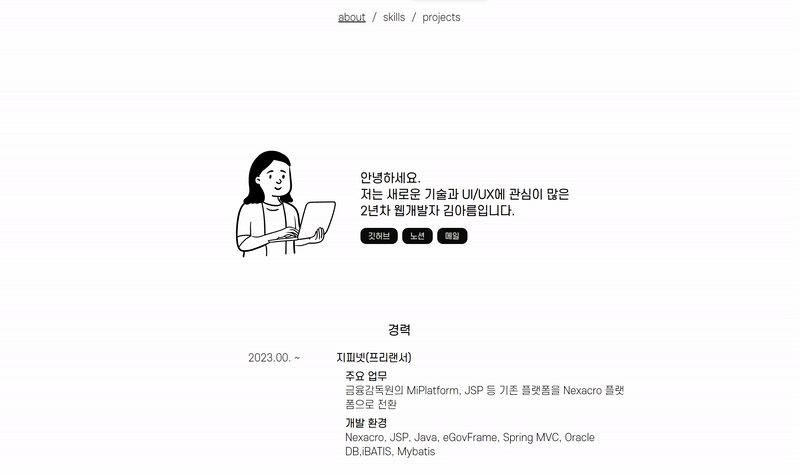 about / skills / projects
안녕하세요.
저는 새로운 기술과 UI/UX에 관심이 많은
2년차 웹개발자 김아름입니다.
깃허브 노션 메일
경력
2023.00. ~ 지피넷(프리랜서)
주요 업무
금융감독원의 MiPlatform, JSP 등 기존 플랫폼을 Nexacro 플랫
폼으로 전환
개발 환경
Nexacro, JSP, Java, eGovFrame, Spring MVC, Oracle
DB,iBATIS, Mybatis